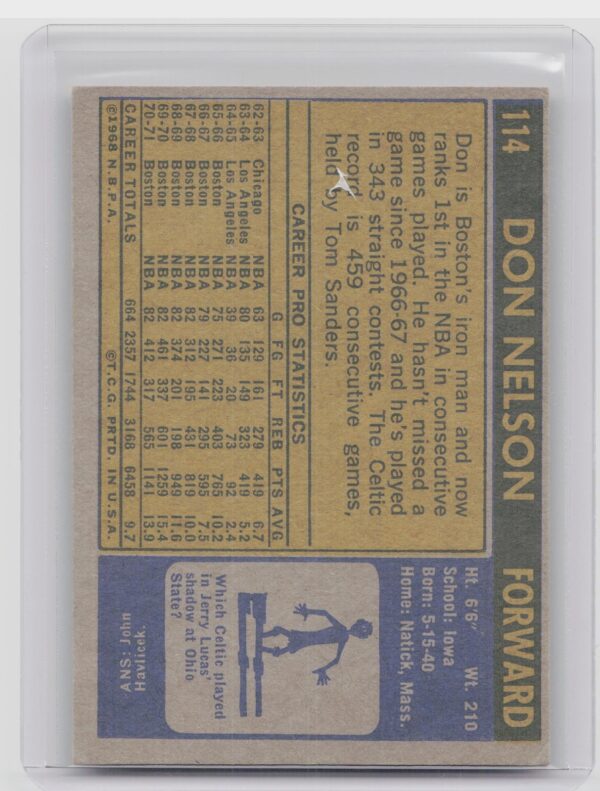 114 DON NELSON FORWARD
Don is Boston's iron man and now
ranks 1st in the NBA in consecutive
games played. He hasn't missed a
game since 1966-67 and he's played
in 343 straight contests. The Celtic
record is 459 consecutive games,
held by Tom Sanders.
CAREER PRO STATISTICS
G FG FT REB PTS AVG
62-63 Chicago NBA 63 129 161 279 419 6.7
63-64 Los Angeles NBA 80 135 149 323 419 5.2
64-65 Los Angeles NBA 39 36 20 73 92 2.4
65-66 Boston NBA 75 271 223 403 765 10.2
66-67 Boston NBA 79 227 141 295 595 7.5
67-68 Boston NBA 82 312 195 431 819 10.0
68-69 Boston NBA 82 374 201 198 949 11.6
69-70 Boston NBA 82 461 337 601 1259 15.4
70-71 Boston NBA 82 412 317 565 1141 13.9
CAREER TOTALS 664 2357 1744 3168 6458 9.7
©1968 N.B.P.A. ©T.C.G. PRTD. IN U.S.A.
Ht. 6'6" Wt. 210
School: Iowa
Born: 5-15-40
Home: Natick, Mass.
Which Celtic played
in Jerry Lucas'
shadow at Ohio
State?
ANS: John
Havlicek.